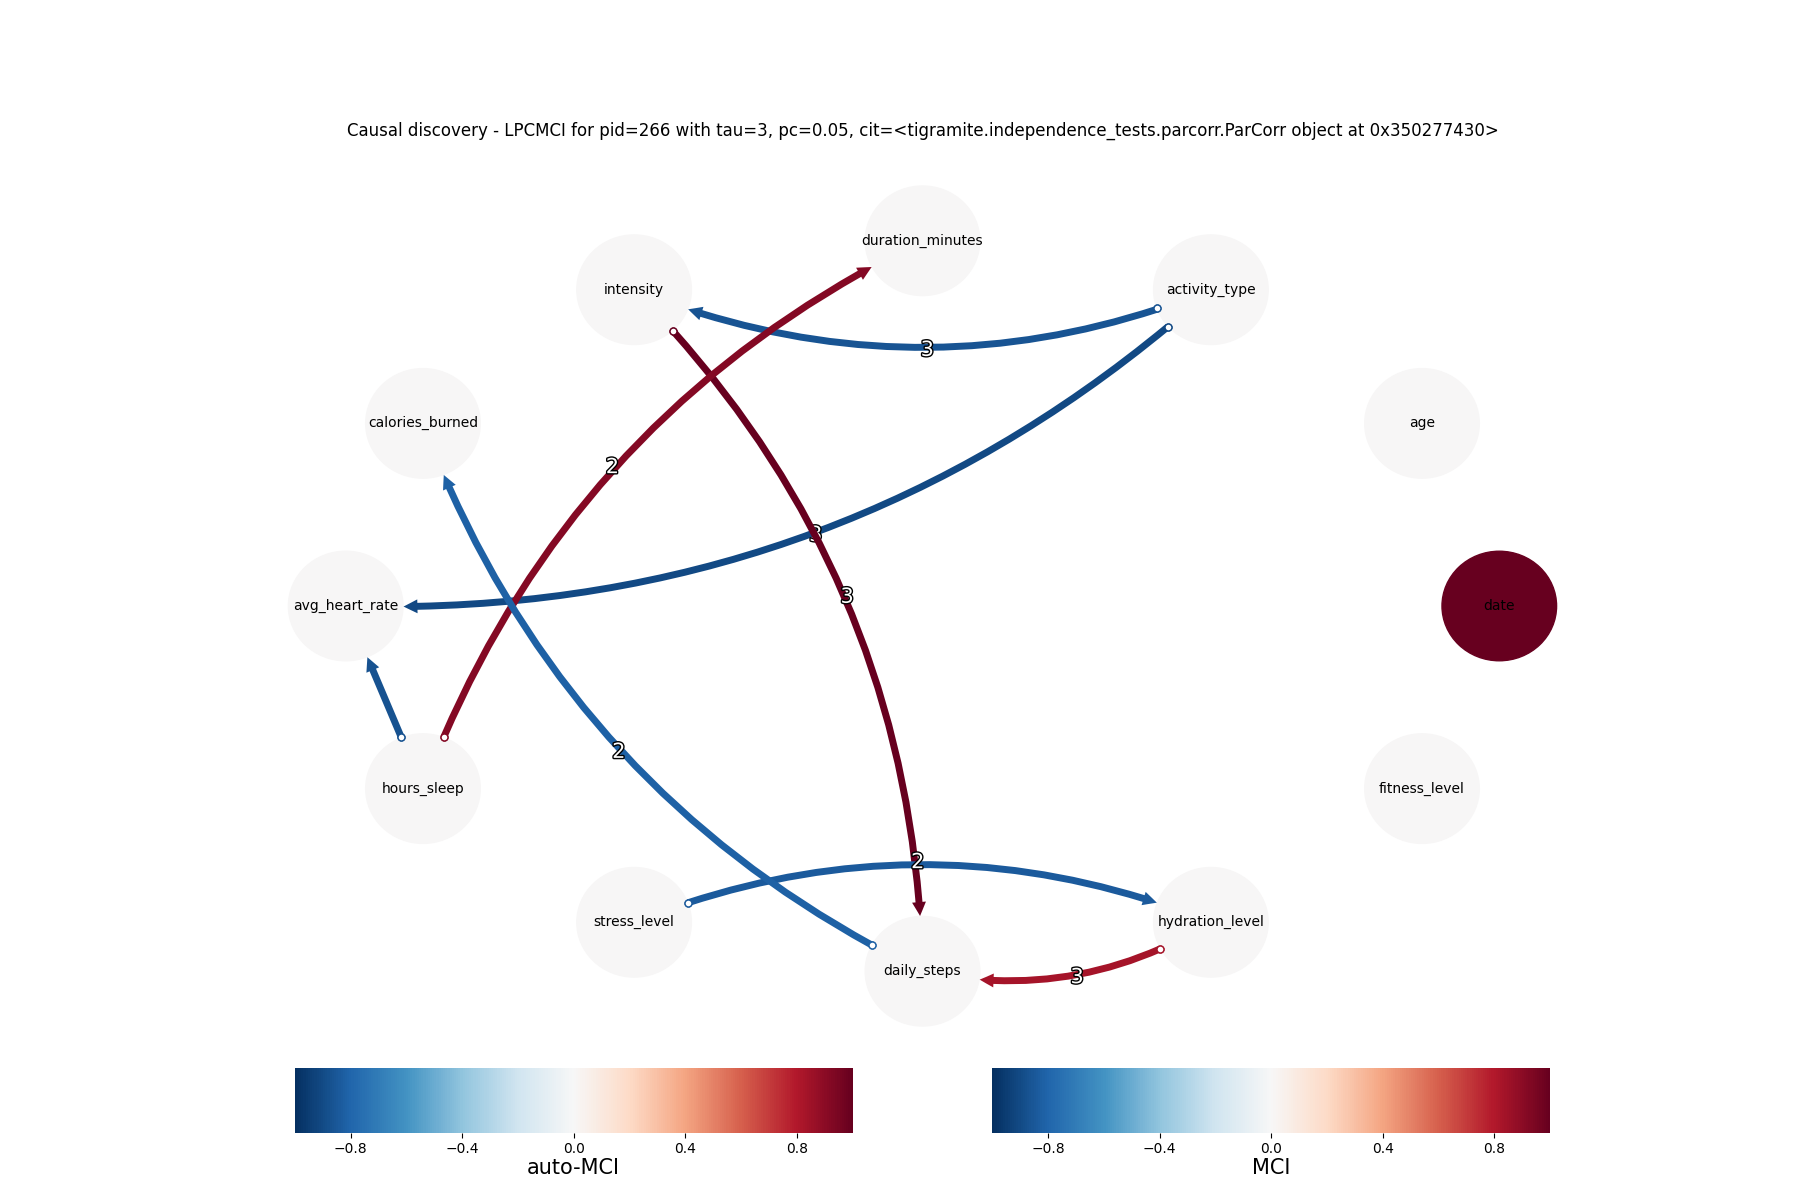 Causal discovery - LPCMCI for pid=266 with tau=3, pc=0.05, cit=<tigramite.independence_tests.parcorr.ParCorr object at 0x350277430>
duration_minutes
intensity
activity_type
3
calories_burned
age
2
3
3
avg_heart_rate
date
2
hours_sleep
fitness_level
2
stress_level
hydration_level
daily_steps
3
−0.8 −0.4 0.0 0.4 0.8
auto-MCI
−0.8 −0.4 0.0 0.4 0.8
MCI